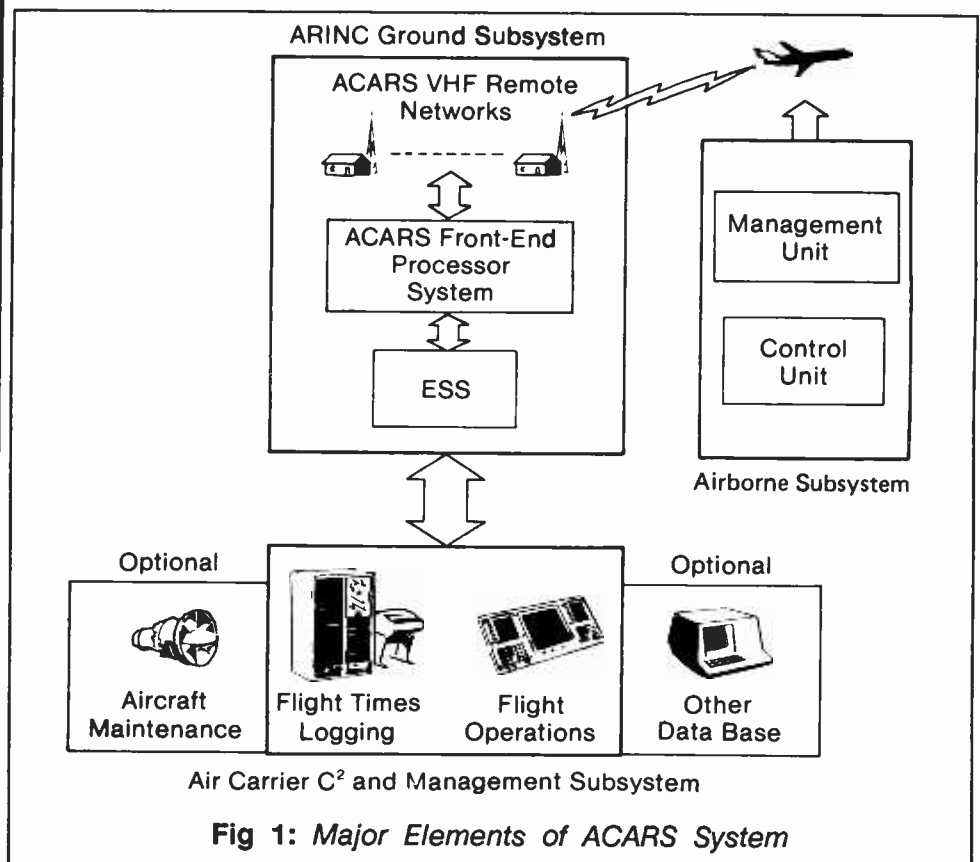 ARINC Ground Subsystem
ACARS VHF Remote
Networks
ACARS Front-End
Processor
System
ESS
Management
Unit
Control
Unit
Airborne Subsystem
Optional
Optional
Aircraft
Maintenance
Flight Times
Logging
Flight
Operations
Other
Data Base
Air Carrier C² and Management Subsystem
Fig 1: Major Elements of ACARS System